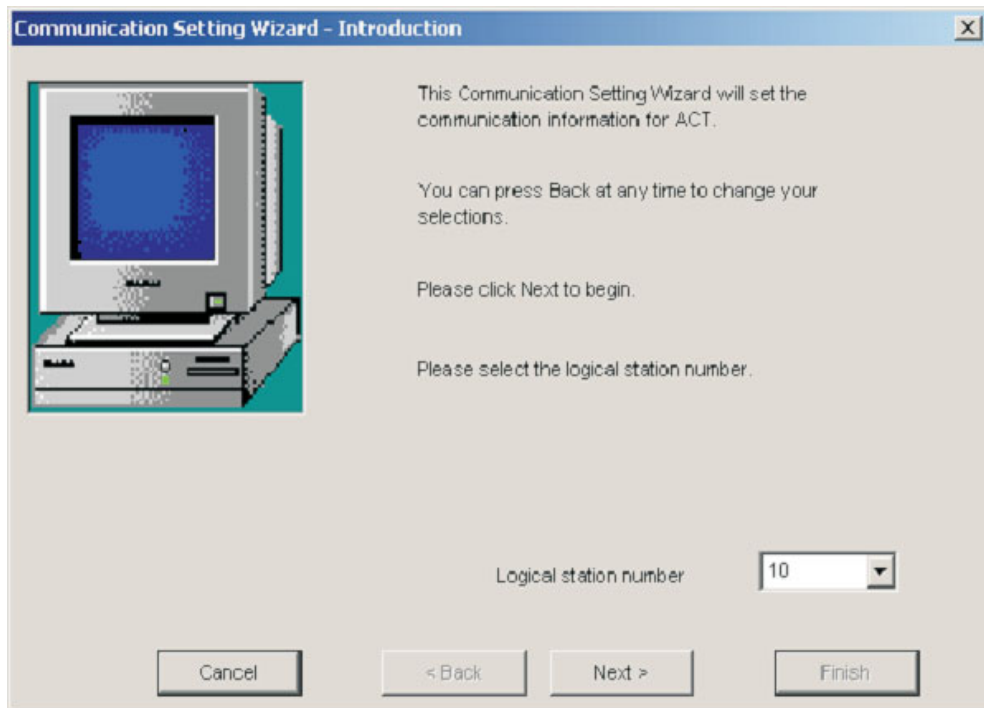 Communication Setting Wizard - Introduction
This Communication Setting Wizard will set the
communication information for ACT.
You can press Back at any time to change your
selections.
Please click Next to begin.
Please select the logical station number.
Logical station number
10
Cancel
< Back
Next >
Finish